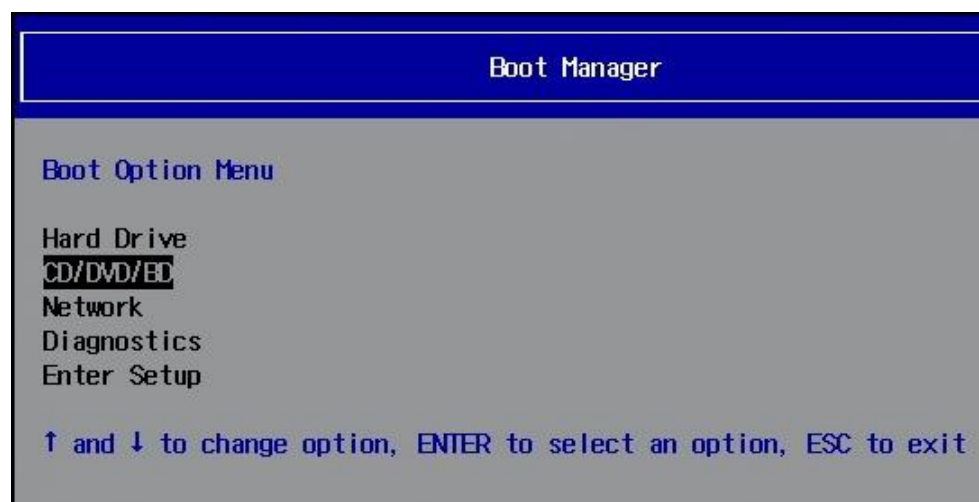 Boot Manager
Boot Option Menu
Hard Drive
CD/DVD/BD
Network
Diagnostics
Enter Setup
↑ and ↓ to change option, ENTER to select an option, ESC to exit